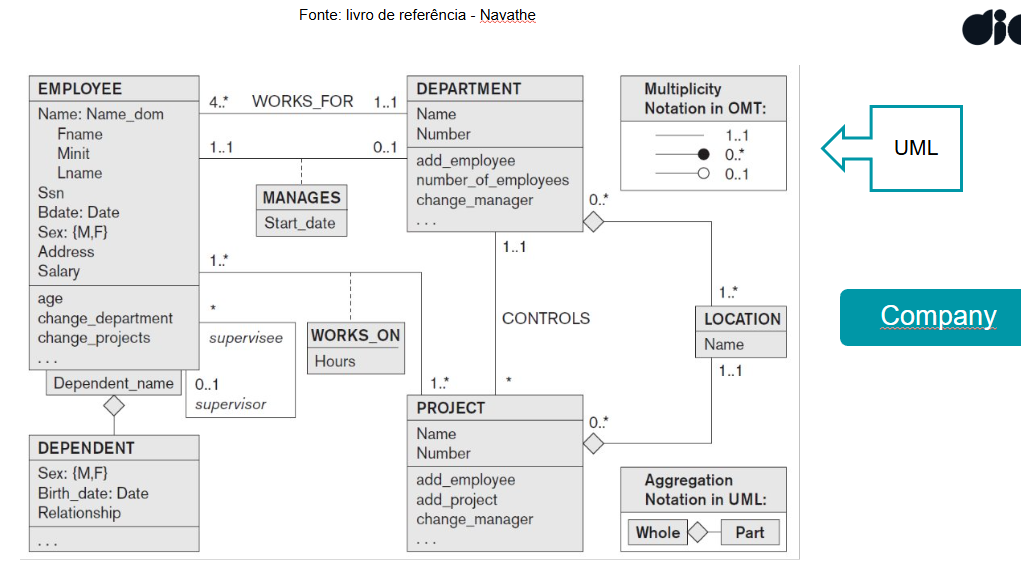 Fonte: livro de referência - Navathe
EMPLOYEE
Name: Name_dom
Fname
Minit
Lname
Ssn
Bdate: Date
Sex: {M,F}
Address
Salary
age
change_department
change_projects
. . .
Dependent_name
DEPENDENT
Sex: {M,F}
Birth_date: Date
Relationship
. . .
4..* WORKS_FOR 1..1
1..1 0..1
MANAGES
Start_date
1..*
*
supervisee
0..1
supervisor
WORKS_ON
Hours
1..* *
DEPARTMENT
Name
Number
add_employee
number_of_employees
change_manager
. . .
0..*
1..1
CONTROLS
PROJECT
Name
Number
add_employee
add_project
change_manager
. . .
0..*
1..*
LOCATION
Name
1..1
Multiplicity
Notation in OMT:
1..1
0..*
0..1
Aggregation
Notation in UML:
Whole Part
UML
Company